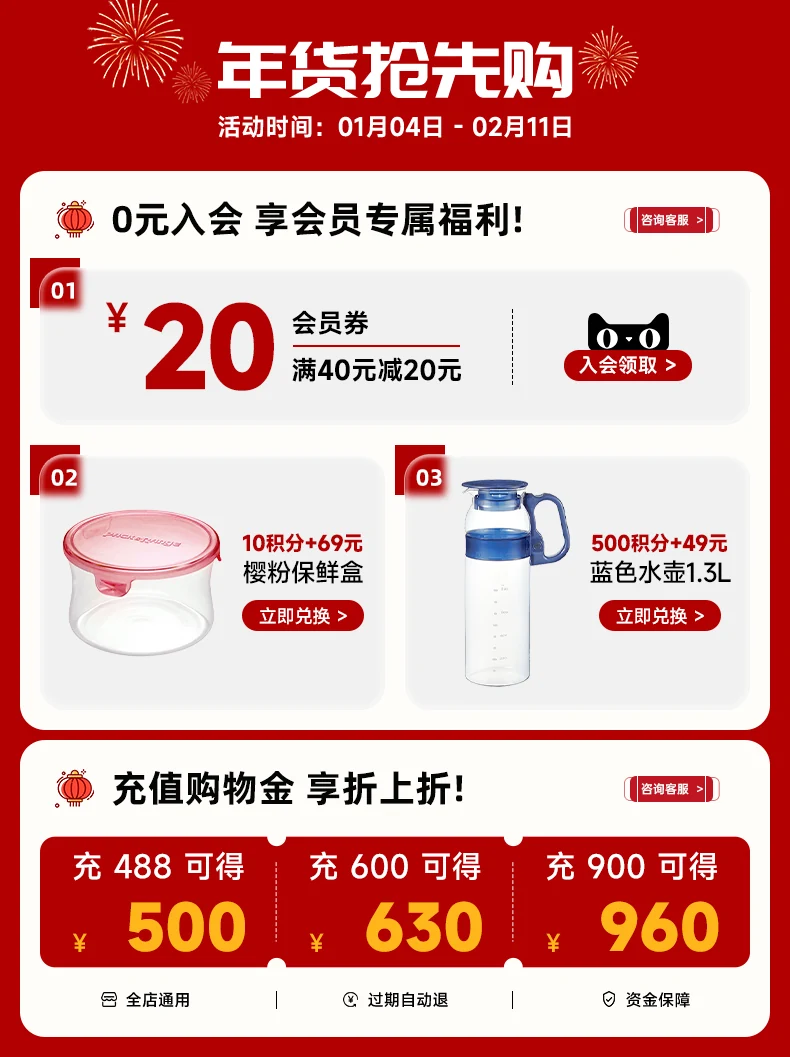 年货抢先购
活动时间：01月04日 - 02月11日
0元入会 享会员专属福利!
咨询客服 >
01
¥ 20
会员券
满40元减20元
入会领取 >
02
10积分+69元
樱粉保鲜盒
立即兑换 >
03
500积分+49元
蓝色水壶1.3L
立即兑换 >
充值购物金 享折上折!
咨询客服 >
充 488 可得
¥ 500
充 600 可得
¥ 630
充 900 可得
¥ 960
全店通用
过期自动退
资金保障